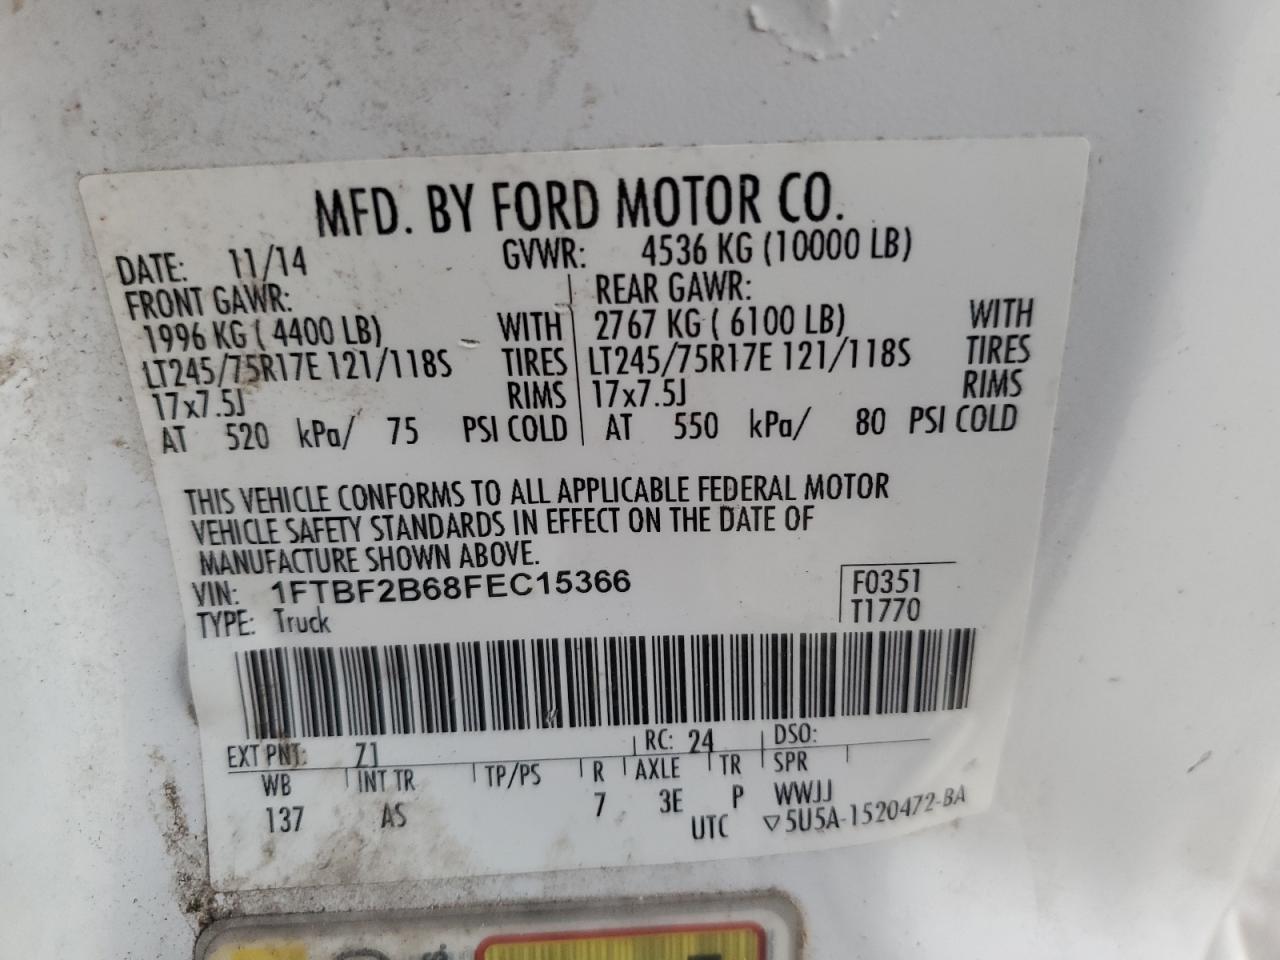 MFD. BY FORD MOTOR CO.
DATE: 11/14 GVWR: 4536 KG (10000 LB)
FRONT GAWR: REAR GAWR:
1996 KG ( 4400 LB) WITH 2767 KG ( 6100 LB) WITH
LT245/75R17E 121/118S TIRES LT245/75R17E 121/118S TIRES
17x7.5J RIMS 17x7.5J RIMS
AT 520 kPa/ 75 PSI COLD AT 550 kPa/ 80 PSI COLD
THIS VEHICLE CONFORMS TO ALL APPLICABLE FEDERAL MOTOR
VEHICLE SAFETY STANDARDS IN EFFECT ON THE DATE OF
MANUFACTURE SHOWN ABOVE.
VIN: 1FTBF2B68FEC15366 F0351
TYPE: Truck T1770
EXT PNT: Z1 RC: 24 DSO:
WB INT TR TP/PS R AXLE TR SPR
137 AS 7 3E P WWJJ
UTC ▽5U5A-1520472-BA